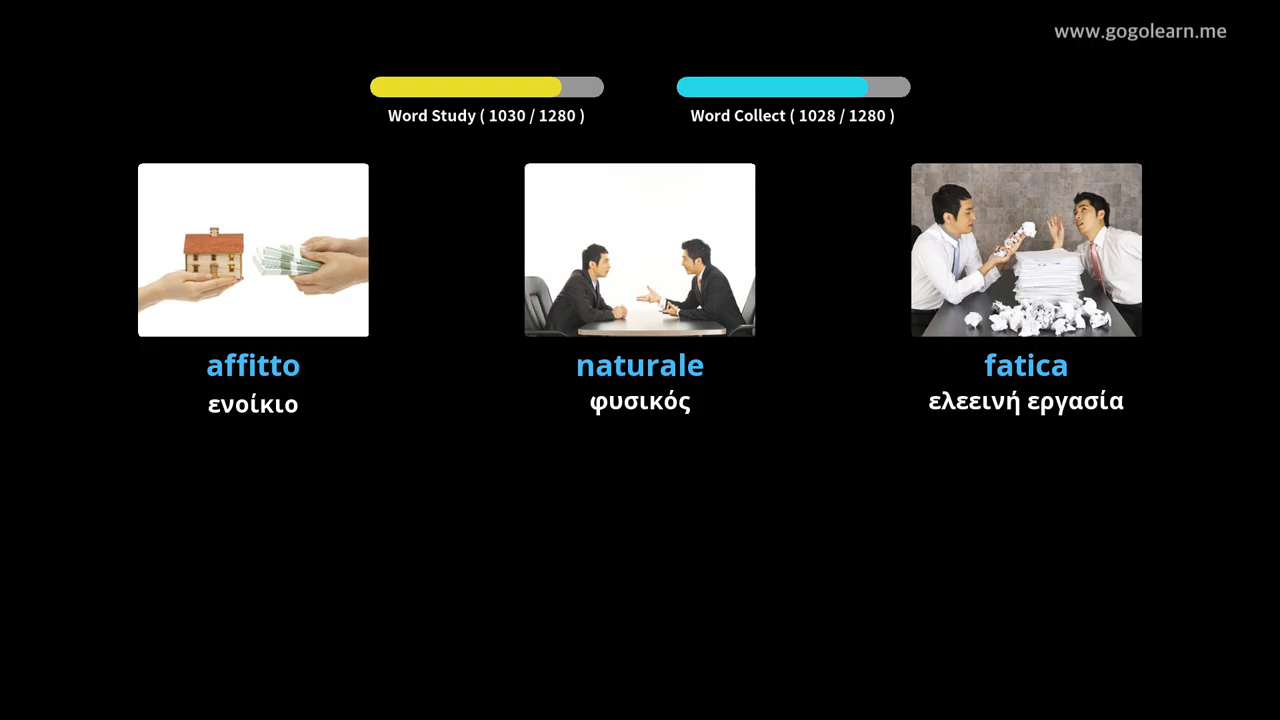 www.gogolearn.me
Word Study ( 1030 / 1280 )
Word Collect ( 1028 / 1280 )
affitto
ενοίκιο
naturale
φυσικός
fatica
ελεεινή εργασία